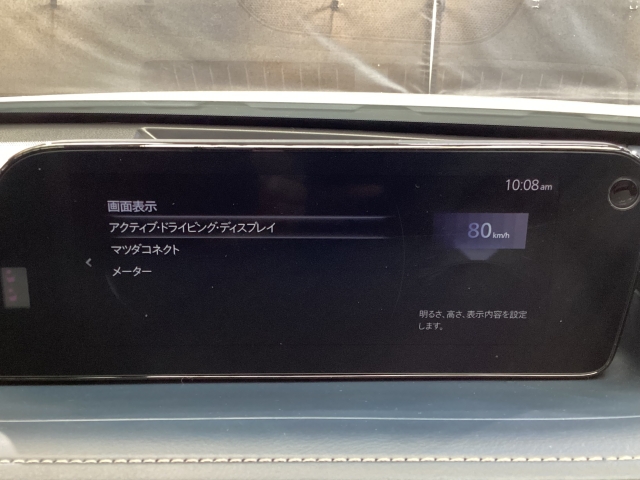 10:08 am
画面表示
アクティブ・ドライビング・ディスプレイ
80 km/h
マツダコネクト
メーター
明るさ、高さ、表示内容を設定
します。